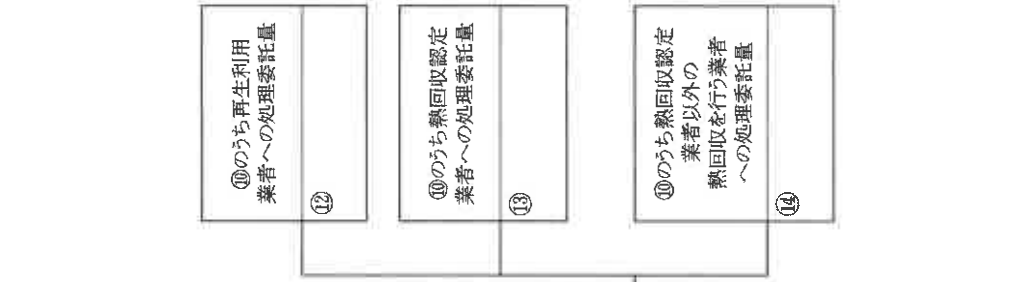 ⑩のうち再生利用
業者への処理委託量
⑫
⑩のうち熱回収認定
業者への処理委託量
⑬
⑩のうち熱回収認定
業者以外の
熱回収を行う業者
への処理委託量
⑭